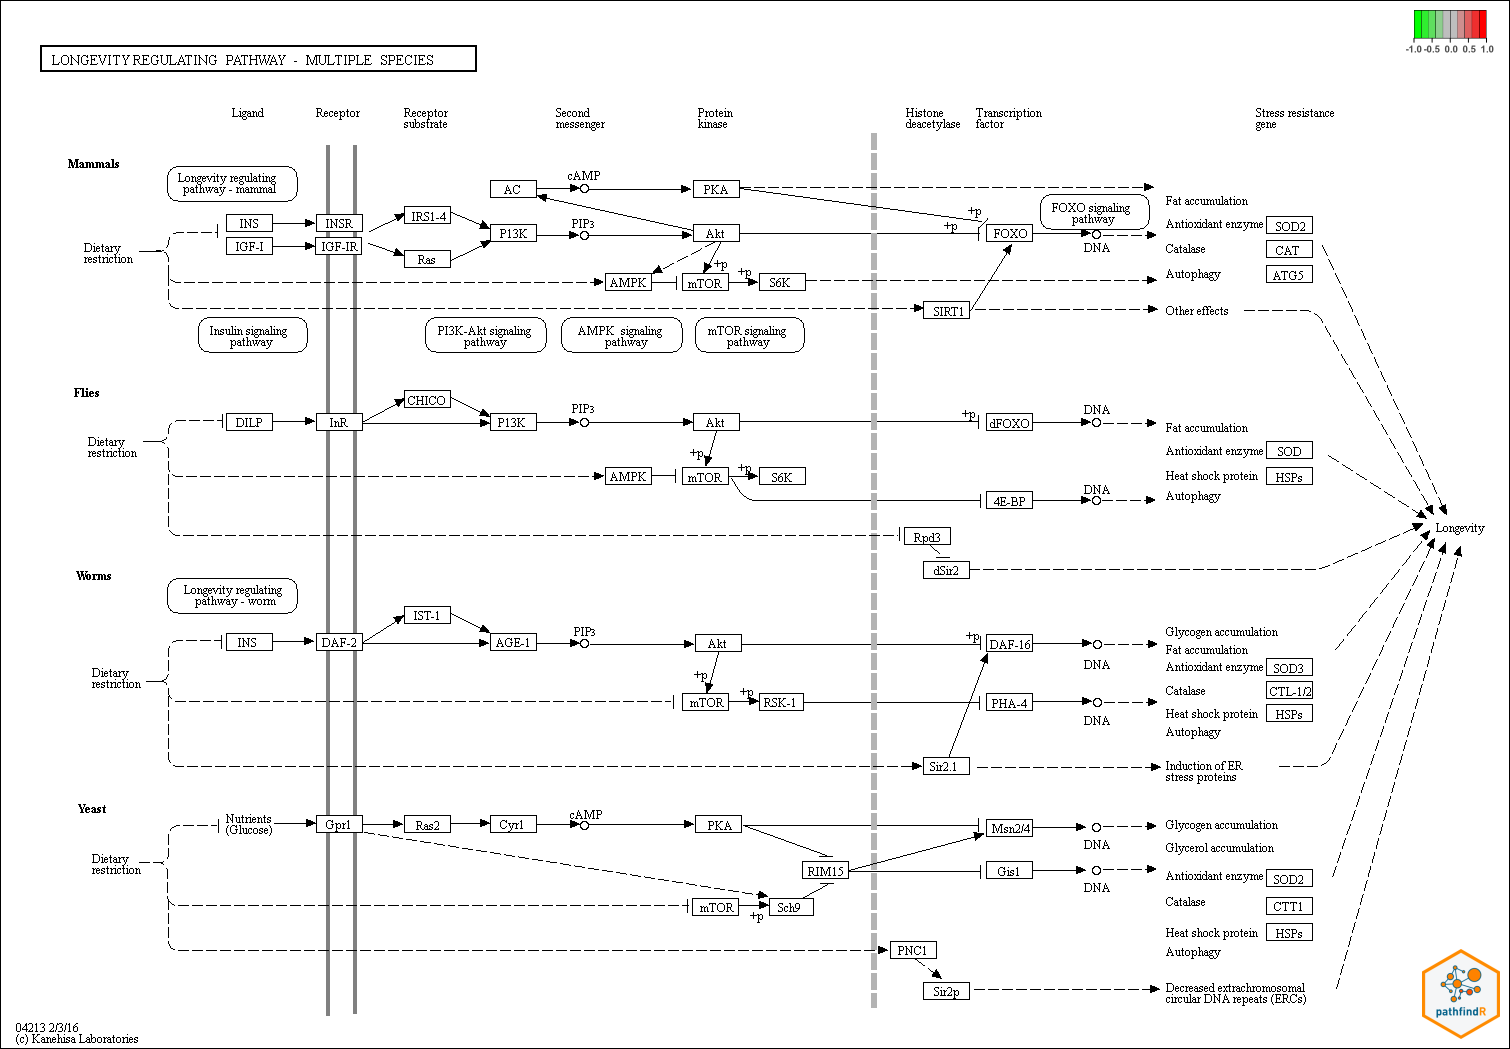 -1.0 -0.5 0.0 0.5 1.0
LONGEVITY REGULATING PATHWAY - MULTIPLE SPECIES
Ligand
Receptor
Receptor
substrate
Second
messenger
Protein
kinase
Histone
deacetylase
Transcription
factor
Stress resistance
gene
Mammals
Longevity regulating
pathway - mammal
AC
cAMP
PKA
INS
INSR
IRS1-4
P13K
PIP3
Akt
+p
+p
FOXO
FOXO signaling
pathway
DNA
Fat accumulation
Antioxidant enzyme
SOD2
Dietary
restriction
IGF-I
IGF-IR
Ras
Catalase
CAT
AMPK
+p
mTOR
+p
S6K
Autophagy
ATG5
SIRT1
Other effects
Insulin signaling
pathway
PI3K-Akt signaling
pathway
AMPK signaling
pathway
mTOR signaling
pathway
Flies
CHICO
DILP
InR
P13K
PIP3
Akt
+p
dFOXO
DNA
Fat accumulation
Dietary
restriction
Antioxidant enzyme
SOD
AMPK
+p
mTOR
+p
S6K
Heat shock protein
HSPs
4E-BP
DNA
Autophagy
Rpd3
dSir2
Longevity
Worms
Longevity regulating
pathway - worm
IST-1
INS
DAF-2
AGE-1
PIP3
Akt
+p
DAF-16
DNA
Glycogen accumulation
Fat accumulation
Antioxidant enzyme
SOD3
Dietary
restriction
+p
mTOR
+p
RSK-1
PHA-4
DNA
Catalase
CTL-1/2
Heat shock protein
HSPs
Autophagy
Sir2.1
Induction of ER
stress proteins
Yeast
Nutrients
(Glucose)
Gpr1
Ras2
Cyr1
cAMP
PKA
Msn2/4
DNA
Glycogen accumulation
Glycerol accumulation
Dietary
restriction
RIM15
Gis1
DNA
Antioxidant enzyme
SOD2
mTOR
+p
Sch9
Catalase
CTT1
Heat shock protein
HSPs
PNC1
Autophagy
Sir2p
Decreased extrachromosomal
circular DNA repeats (ERCs)
04213 2/3/16
(c) Kanehisa Laboratories
pathfindR